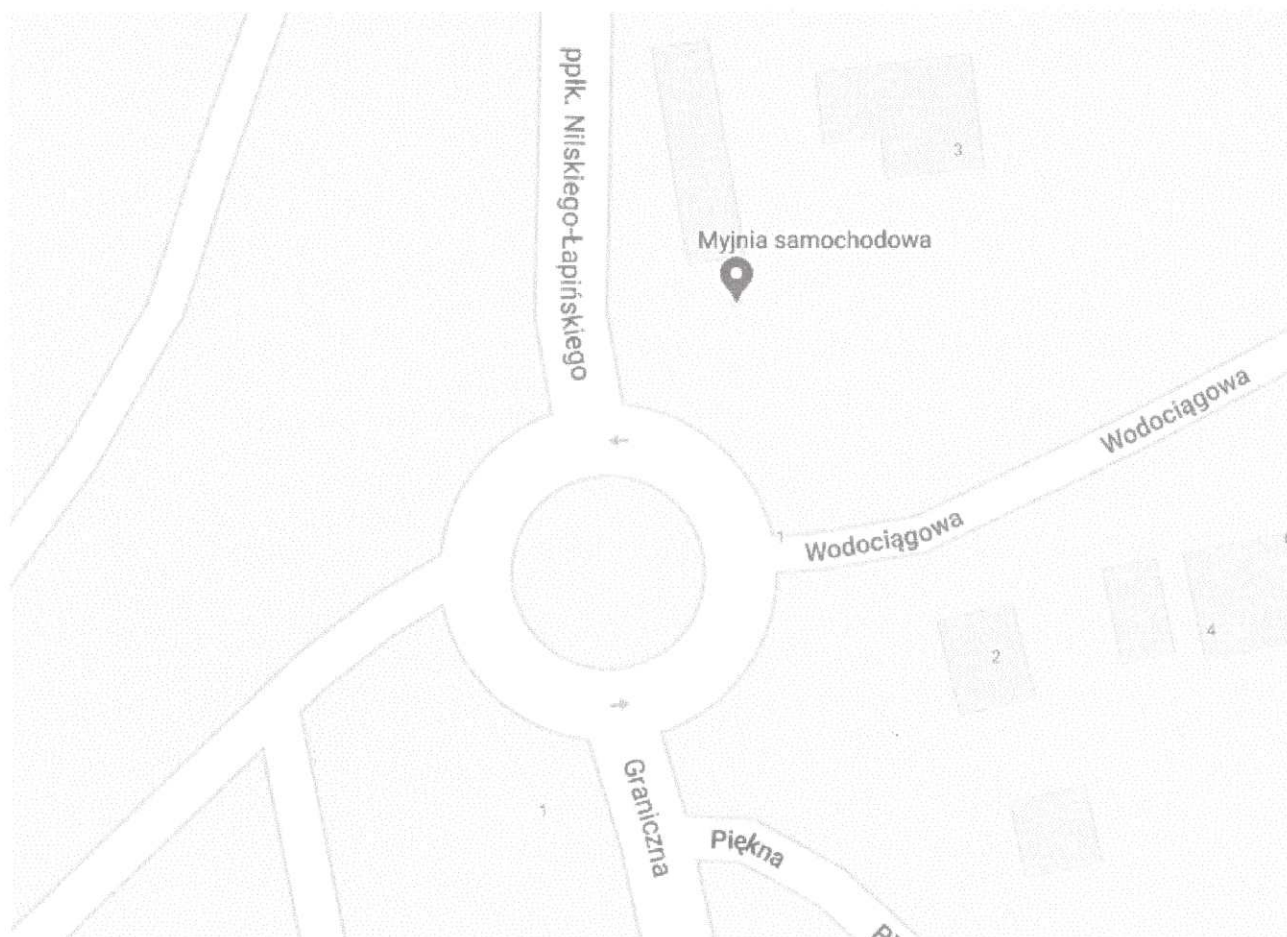 ppłk. Nilskiego-Łapińskiego
3
Myjnia samochodowa
Wodociągowa
1
Wodociągowa
4
2
Graniczna
1
Piękna